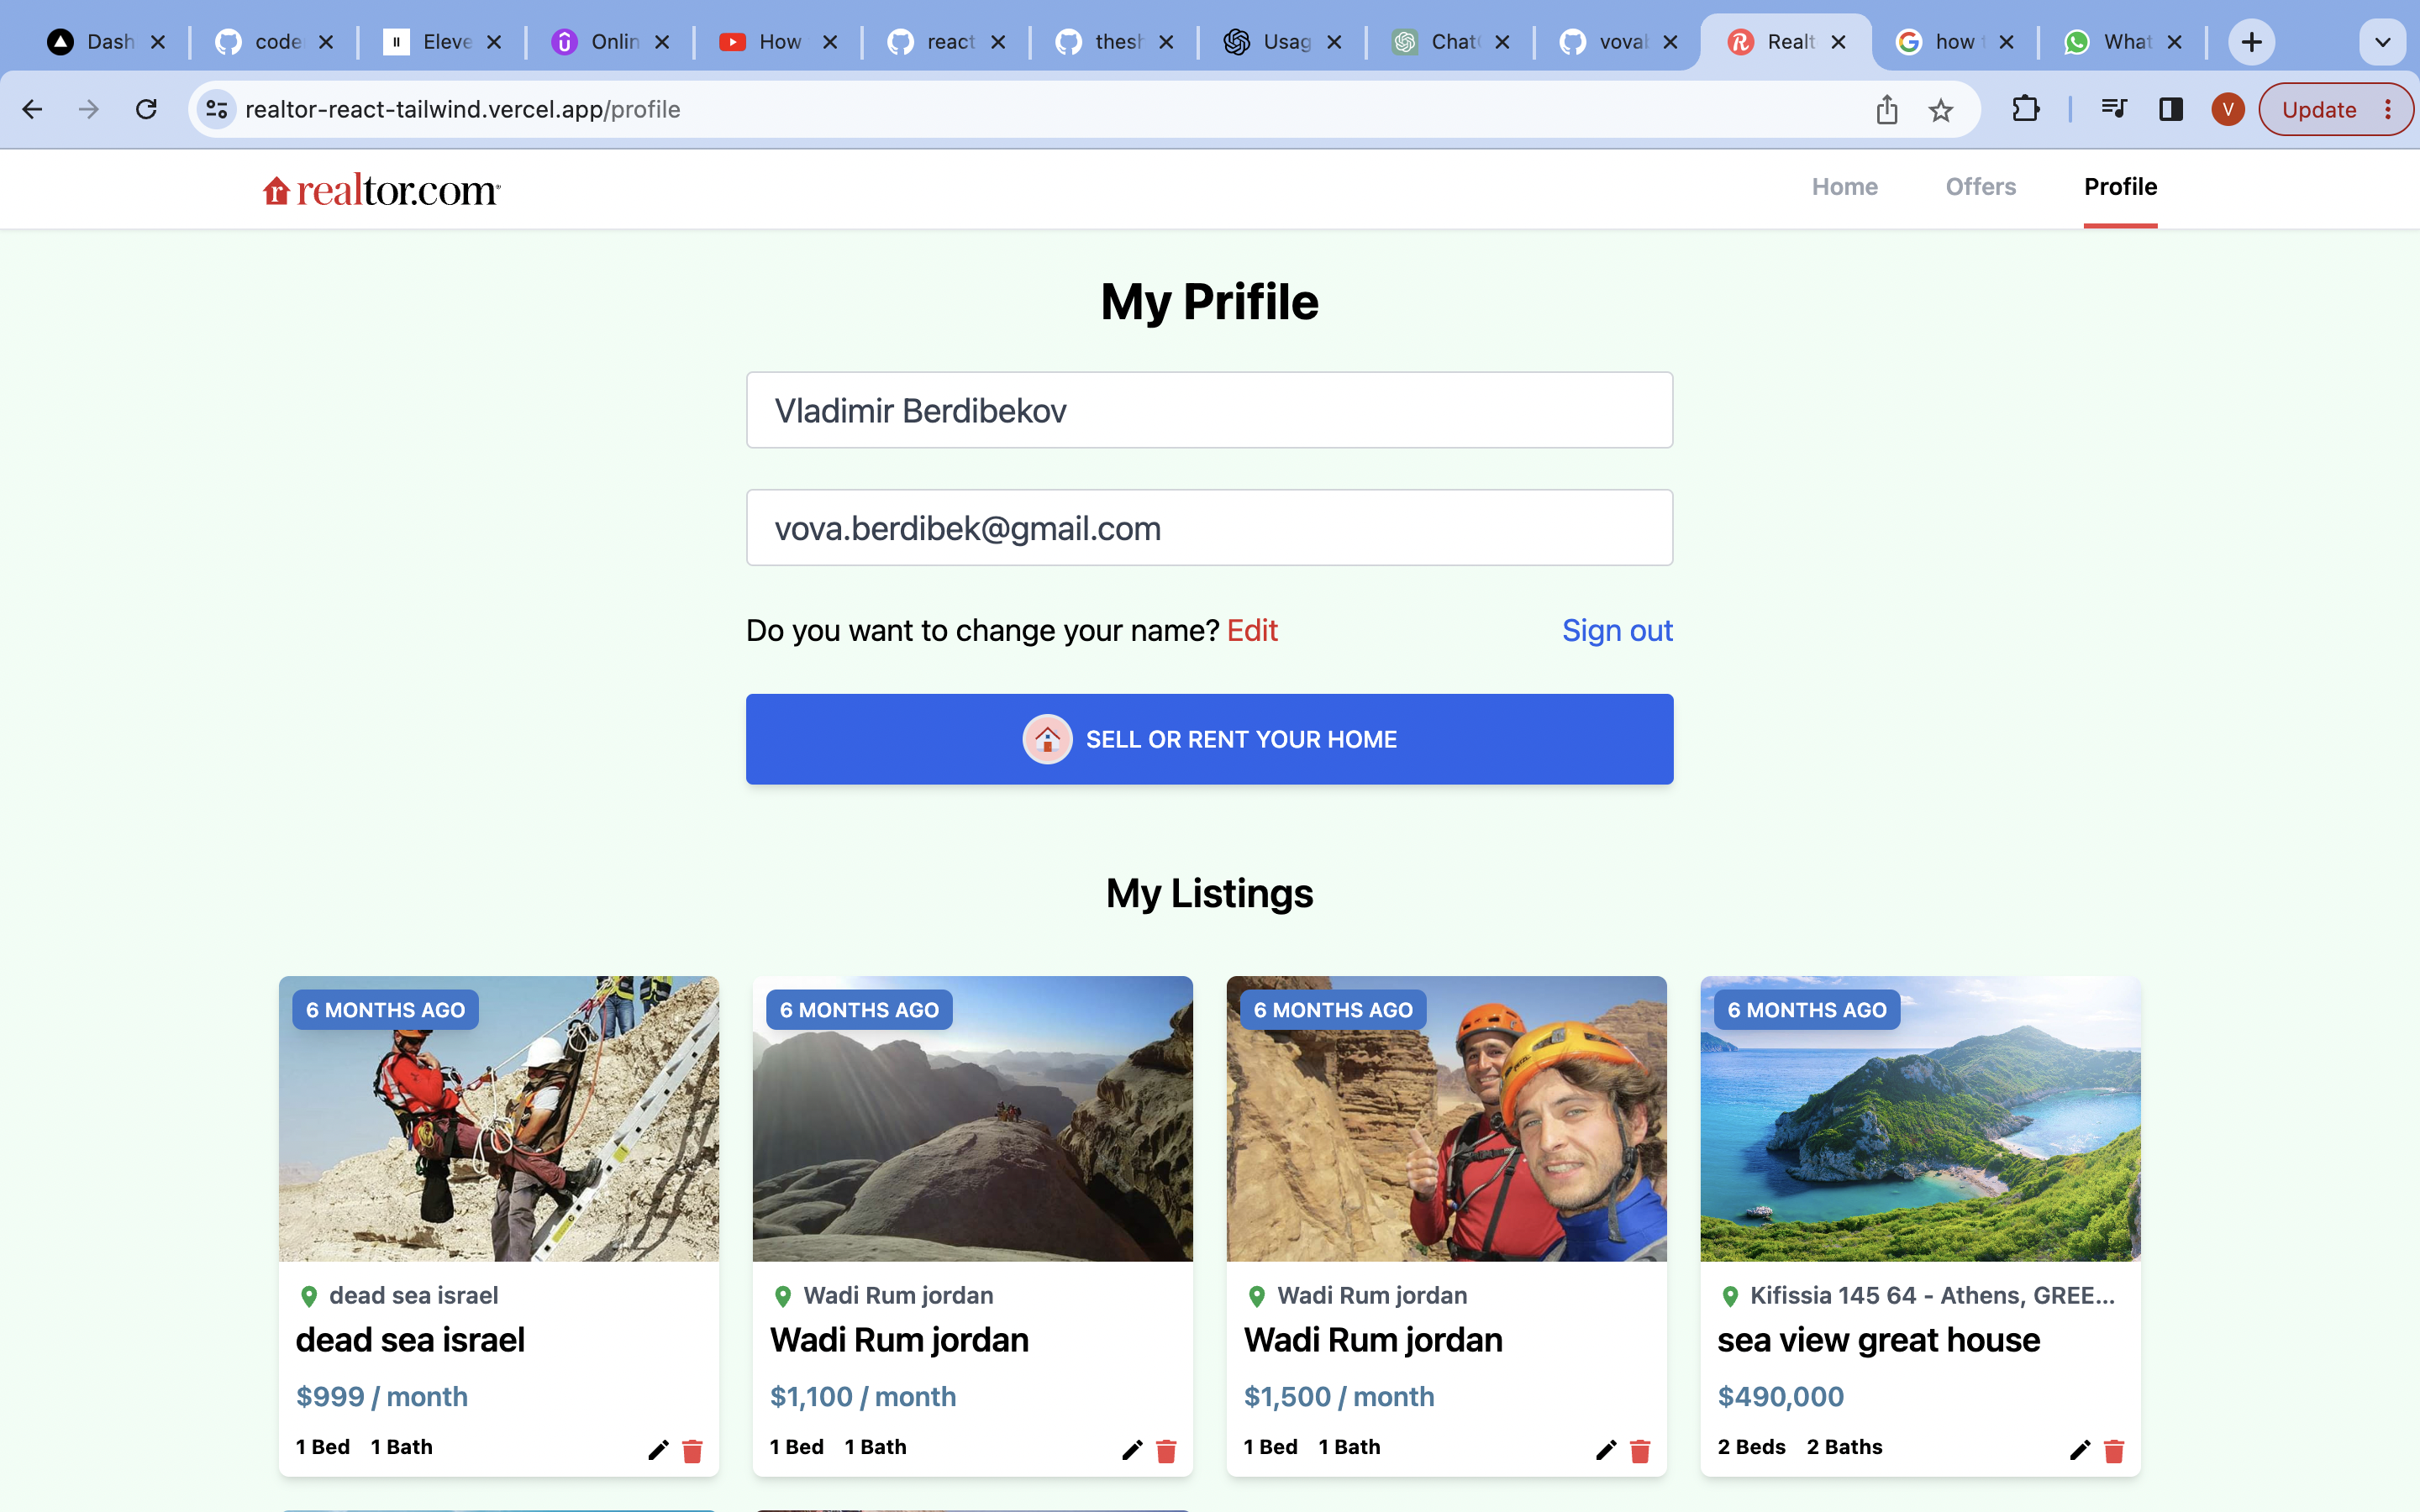 Dash
code
Eleve
Onlin
How
react
thesh
Usag
Chat
voval
Realt
how
What
realtor-react-tailwind.vercel.app/profile
V
Update
realtor.com
Home
Offers
Profile
My Prifile
Vladimir Berdibekov
vova.berdibek@gmail.com
Do you want to change your name? Edit
Sign out
SELL OR RENT YOUR HOME
My Listings
6 MONTHS AGO
dead sea israel
dead sea israel
$999 / month
1 Bed 1 Bath
6 MONTHS AGO
Wadi Rum jordan
Wadi Rum jordan
$1,100 / month
1 Bed 1 Bath
6 MONTHS AGO
Wadi Rum jordan
Wadi Rum jordan
$1,500 / month
1 Bed 1 Bath
6 MONTHS AGO
Kifissia 145 64 - Athens, GREE...
sea view great house
$490,000
2 Beds 2 Baths